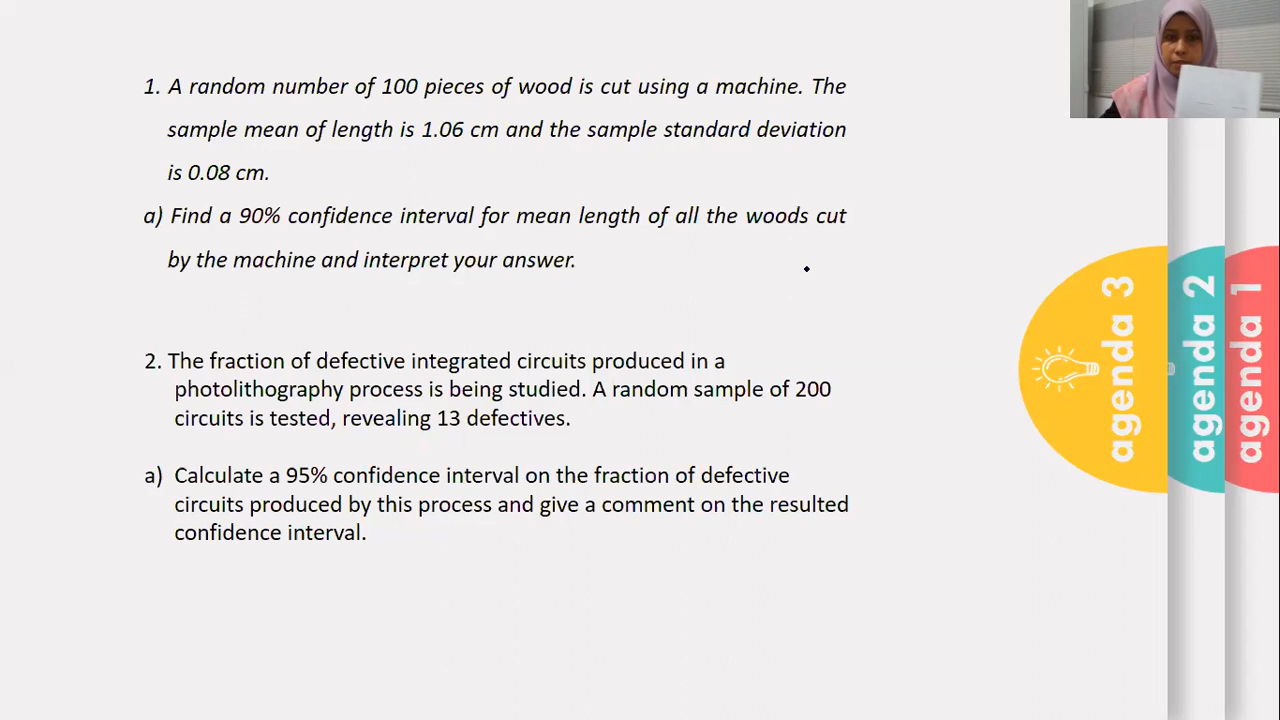 1. A random number of 100 pieces of wood is cut using a machine. The
sample mean of length is 1.06 cm and the sample standard deviation
is 0.08 cm.
a) Find a 90% confidence interval for mean length of all the woods cut
by the machine and interpret your answer.
2. The fraction of defective integrated circuits produced in a
photolithography process is being studied. A random sample of 200
circuits is tested, revealing 13 defectives.
a) Calculate a 95% confidence interval on the fraction of defective
circuits produced by this process and give a comment on the resulted
confidence interval.
agenda 3
agenda 2
agenda 1